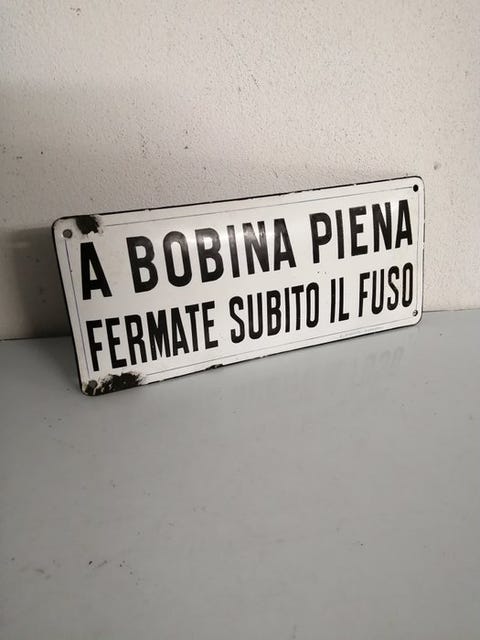 A BOBINA PIENA
FERMATE SUBITO IL FUSO